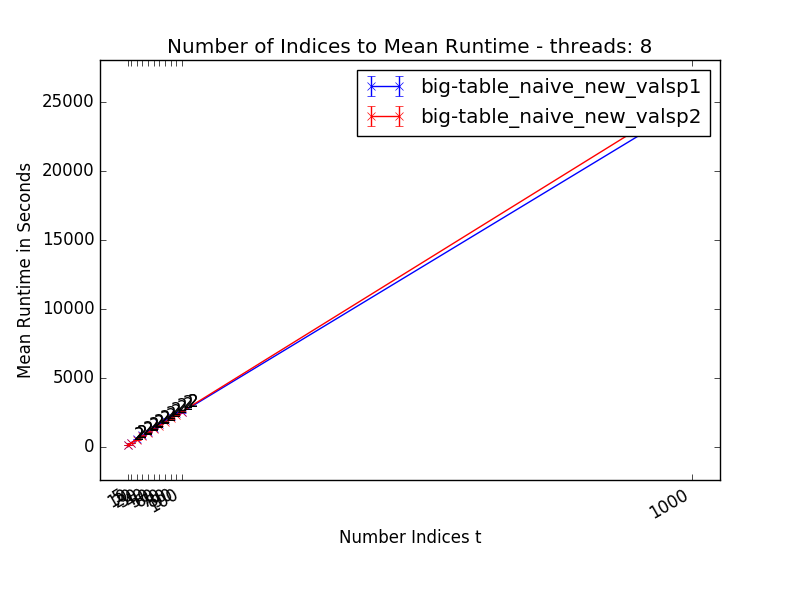 Number of Indices to Mean Runtime - threads: 8
big-table_naive_new_valsp1
big-table_naive_new_valsp2
25000
20000
15000
10000
5000
0
Mean Runtime in Seconds
100
1000
Number Indices t